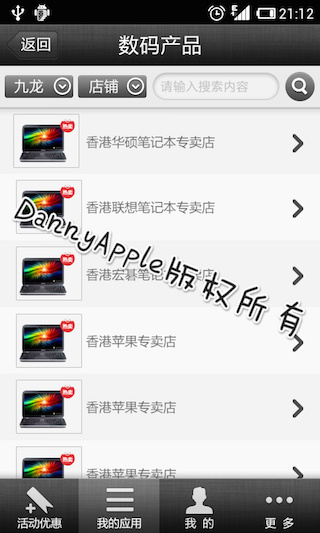 21:12
返回
数码产品
九龙
店铺
请输入搜索内容
热卖
香港华硕笔记本专卖店
热卖
香港联想笔记本专卖店
热卖
香港宏碁笔记
DannyApple版权所有
热卖
香港苹果专卖店
热卖
香港苹果专卖店
热卖
香港苹果专卖店
活动优惠
我的应用
我 的
更 多